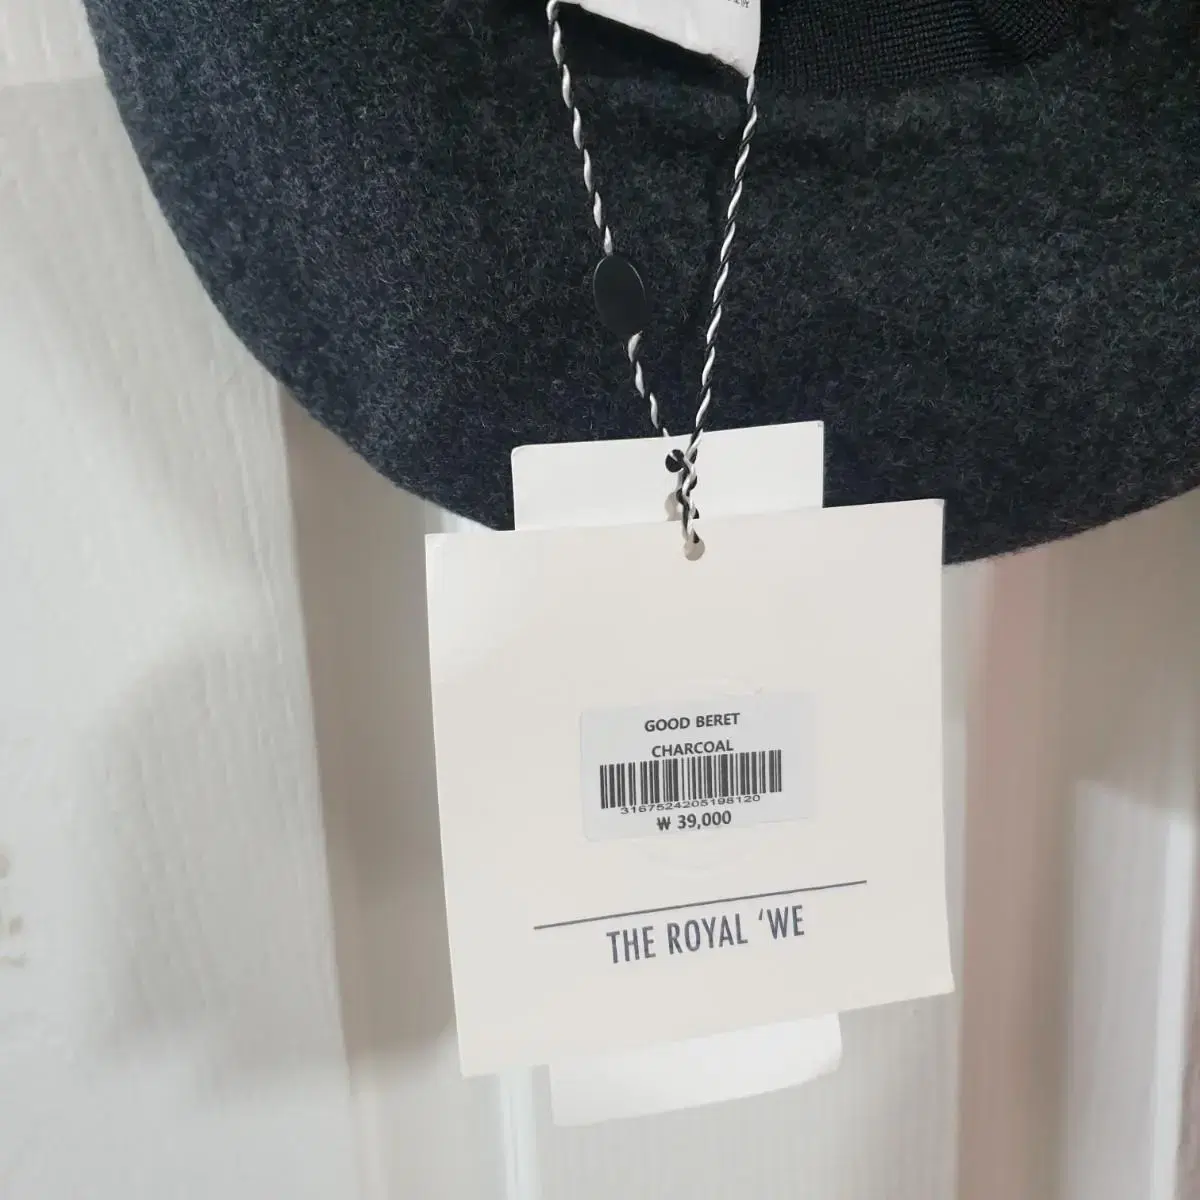 GOOD BERET
CHARCOAL
3167524205198120
₩ 39,000
THE ROYAL ‘WE